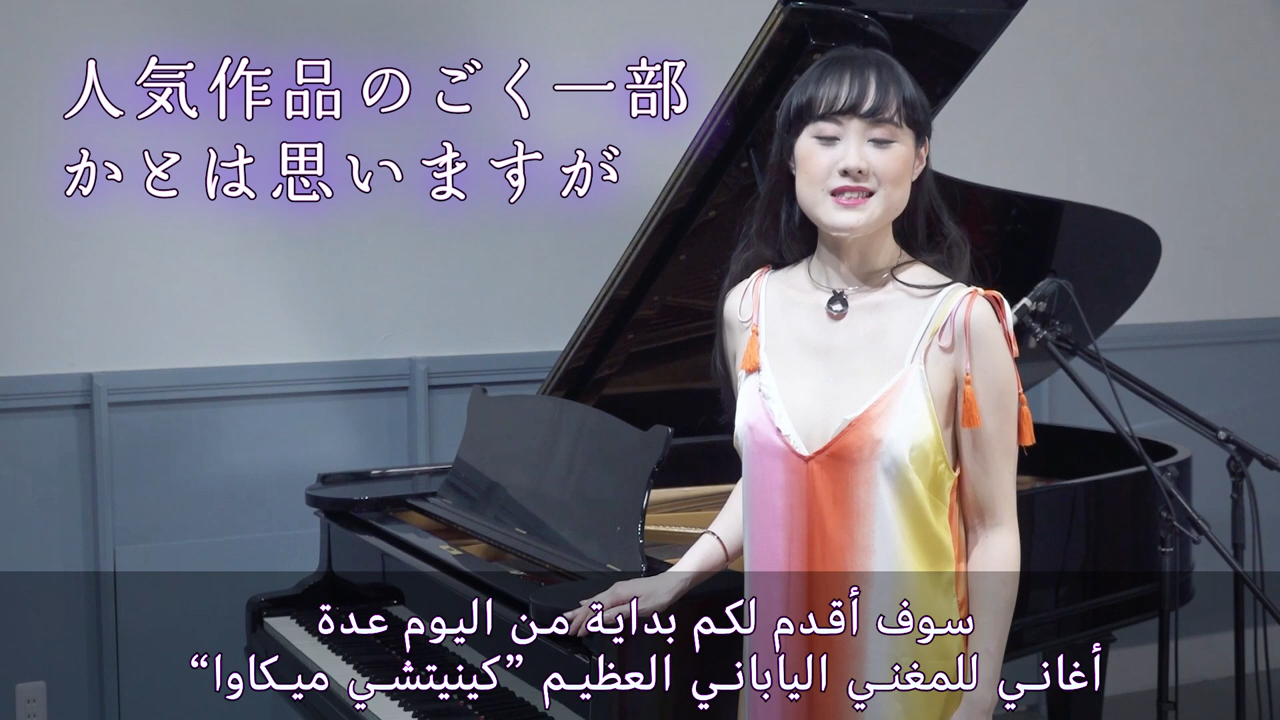 人気作品のごく一部
かとは思いますが
سوف أقدم لكم بداية من اليوم عدة
أغاني للمغني الياباني العظيم ”كينيتشي ميكاوا“